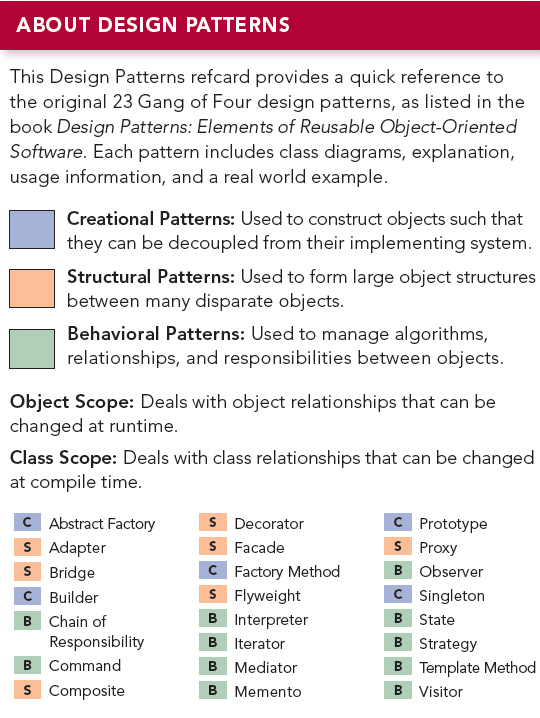 ABOUT DESIGN PATTERNS
This Design Patterns refcard provides a quick reference to
the original 23 Gang of Four design patterns, as listed in the
book Design Patterns: Elements of Reusable Object-Oriented
Software. Each pattern includes class diagrams, explanation,
usage information, and a real world example.
Creational Patterns: Used to construct objects such that
they can be decoupled from their implementing system.
Structural Patterns: Used to form large object structures
between many disparate objects.
Behavioral Patterns: Used to manage algorithms,
relationships, and responsibilities between objects.
Object Scope: Deals with object relationships that can be
changed at runtime.
Class Scope: Deals with class relationships that can be changed
at compile time.
C Abstract Factory
S Adapter
S Bridge
C Builder
B Chain of
Responsibility
B Command
S Composite
S Decorator
S Facade
C Factory Method
S Flyweight
B Interpreter
B Iterator
B Mediator
B Memento
C Prototype
S Proxy
B Observer
C Singleton
B State
B Strategy
B Template Method
B Visitor